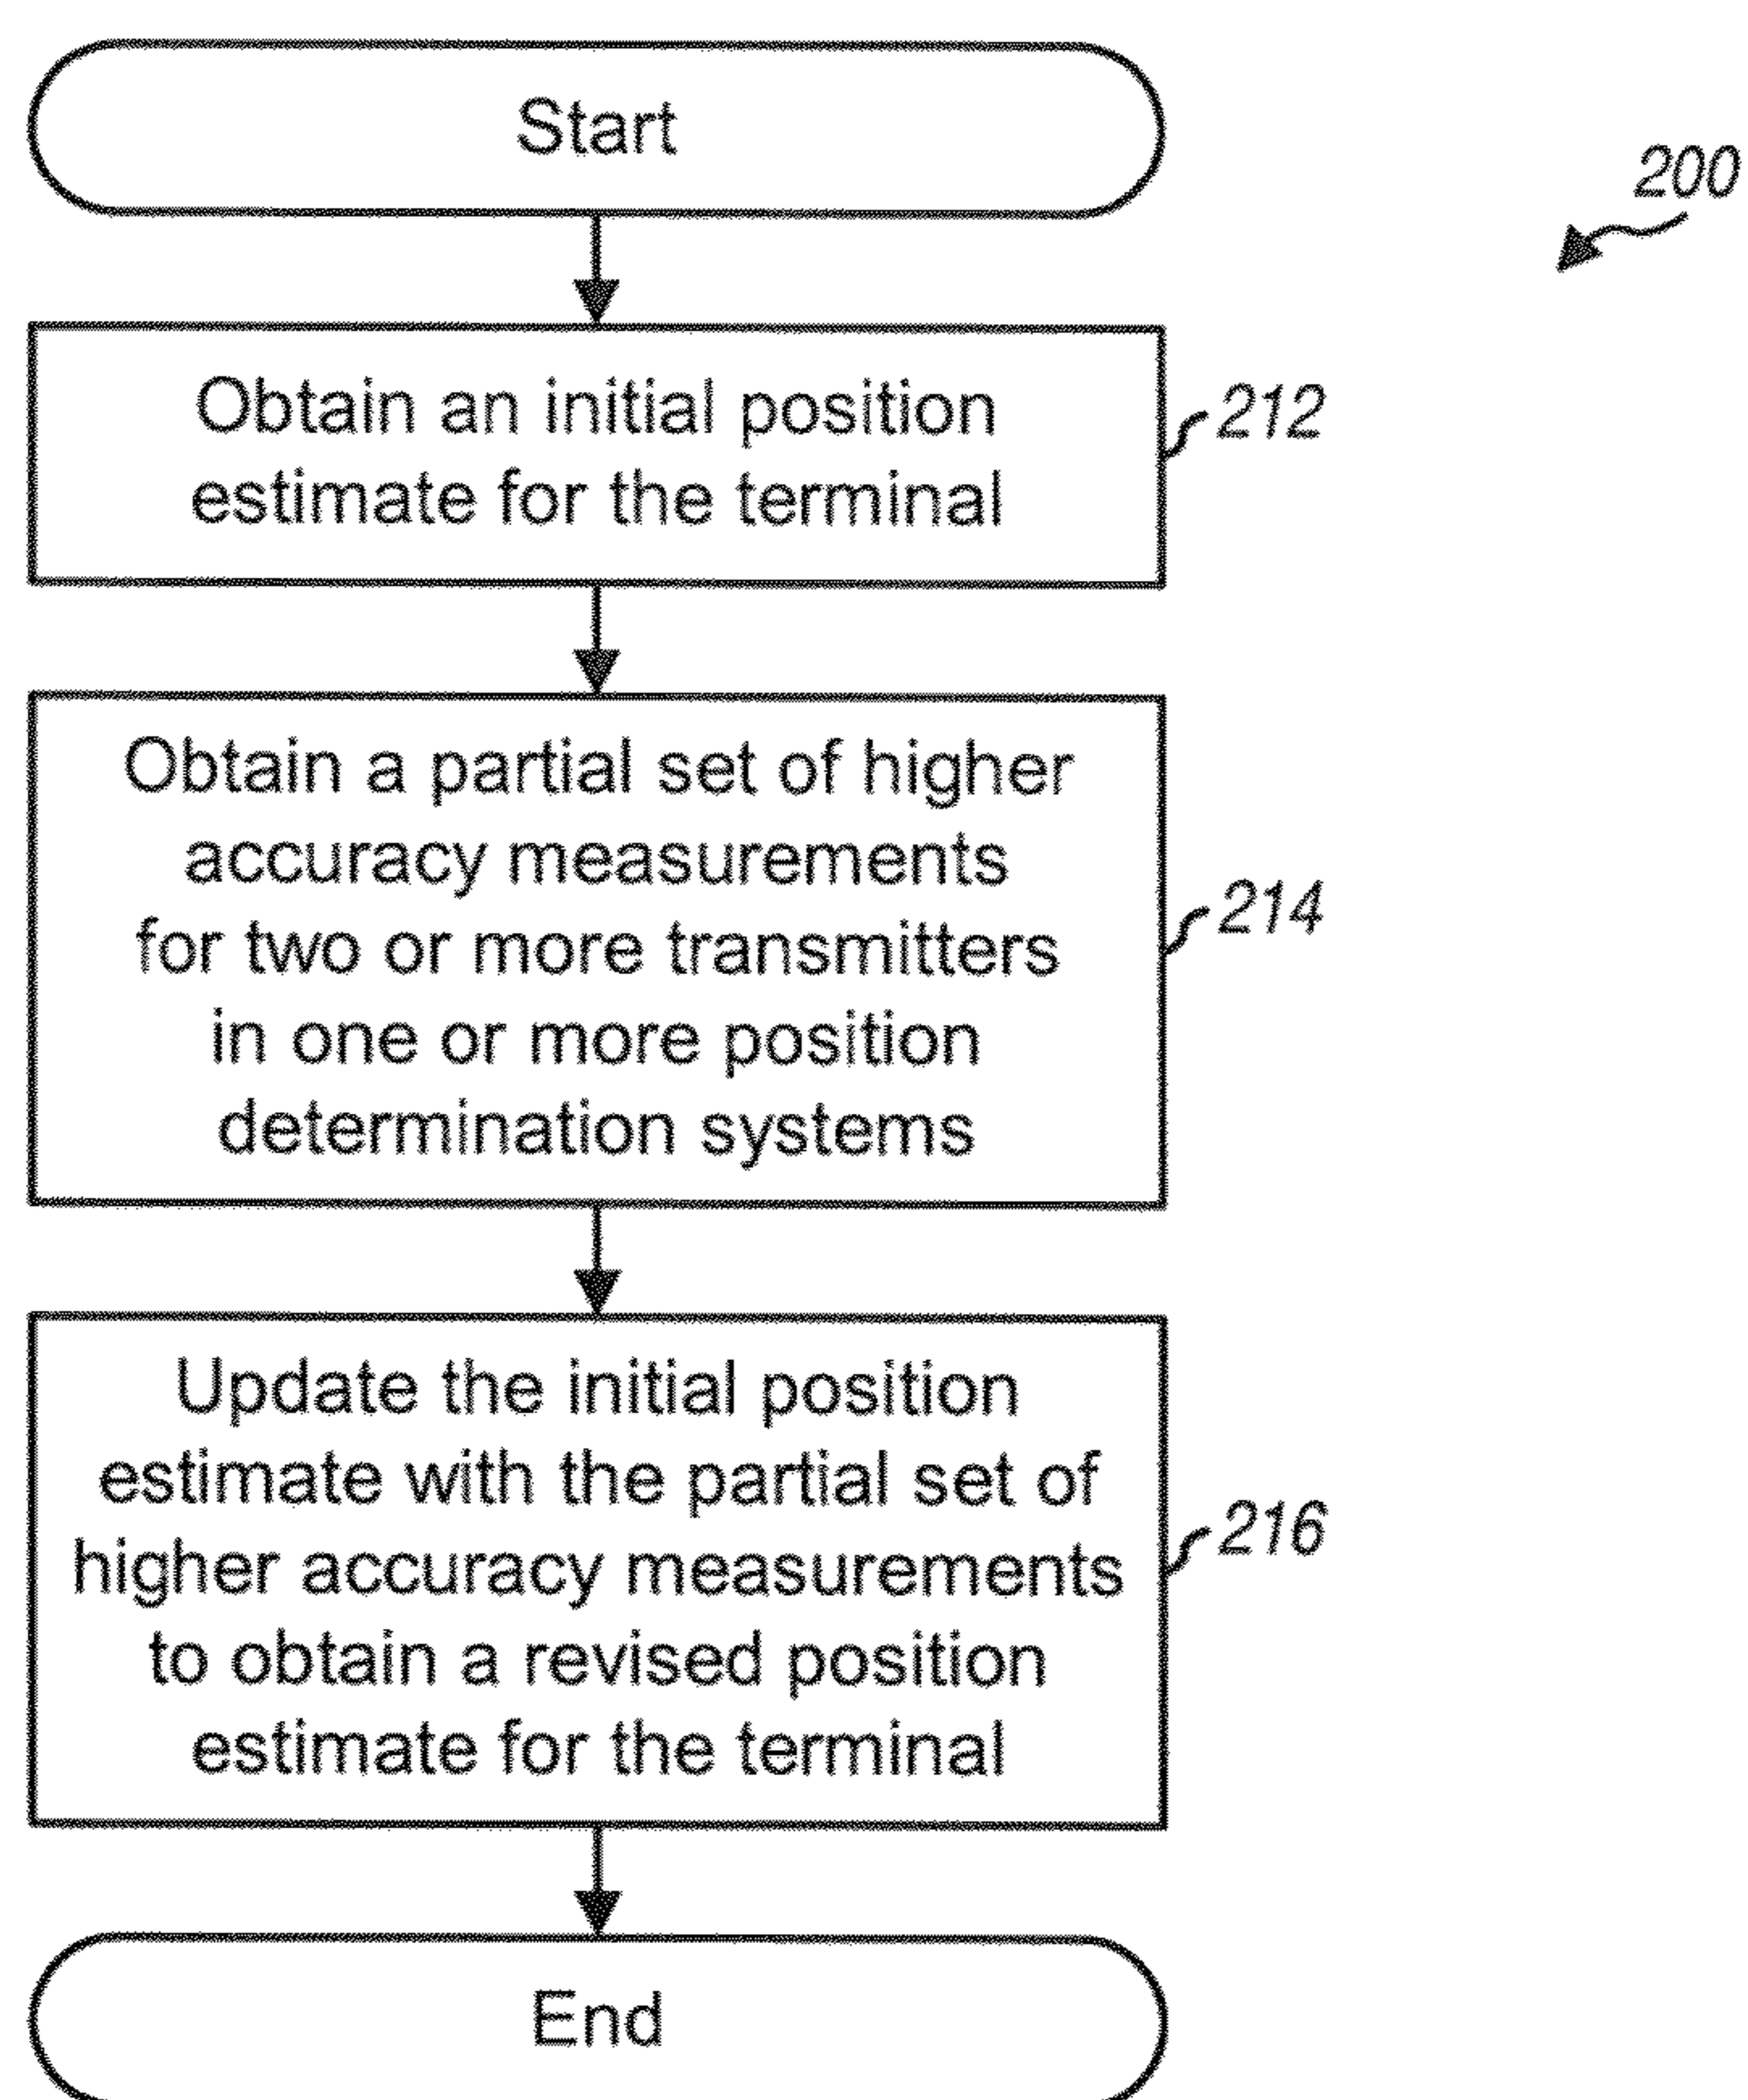 Start
200
Obtain an initial position
estimate for the terminal
212
Obtain a partial set of higher
accuracy measurements
for two or more transmitters
in one or more position
determination systems
214
Update the initial position
estimate with the partial set of
higher accuracy measurements
to obtain a revised position
estimate for the terminal
216
End